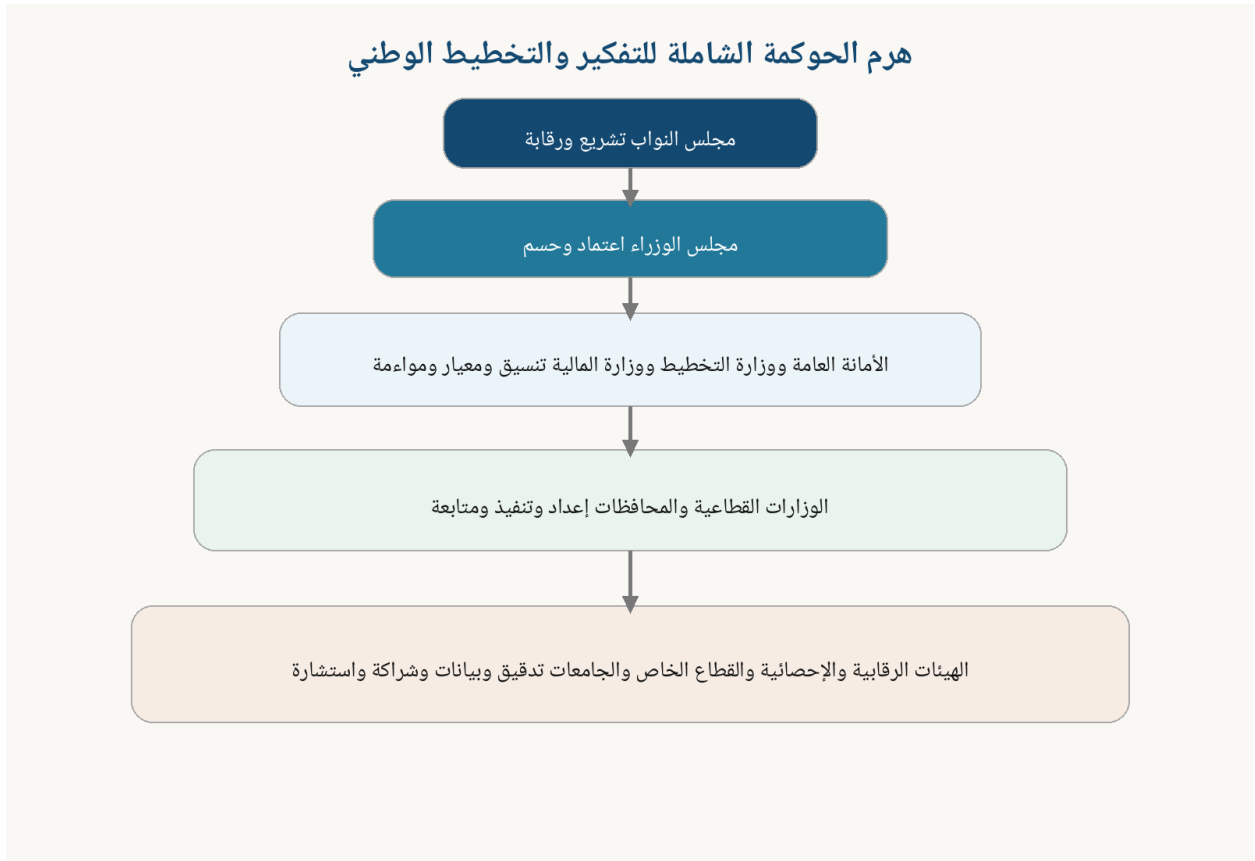 هرم الحوكمة الشاملة للتفكير والتخطيط الوطني
مجلس النواب تشريع ورقابة
مجلس الوزراء اعتماد وحسم
الأمانة العامة ووزارة التخطيط ووزارة المالية تنسيق ومعيار ومواءمة
الوزارات القطاعية والمحافظات إعداد وتنفيذ ومتابعة
الهيئات الرقابية والإحصائية والقطاع الخاص والجامعات تدقيق وبيانات وشراكة واستشارة